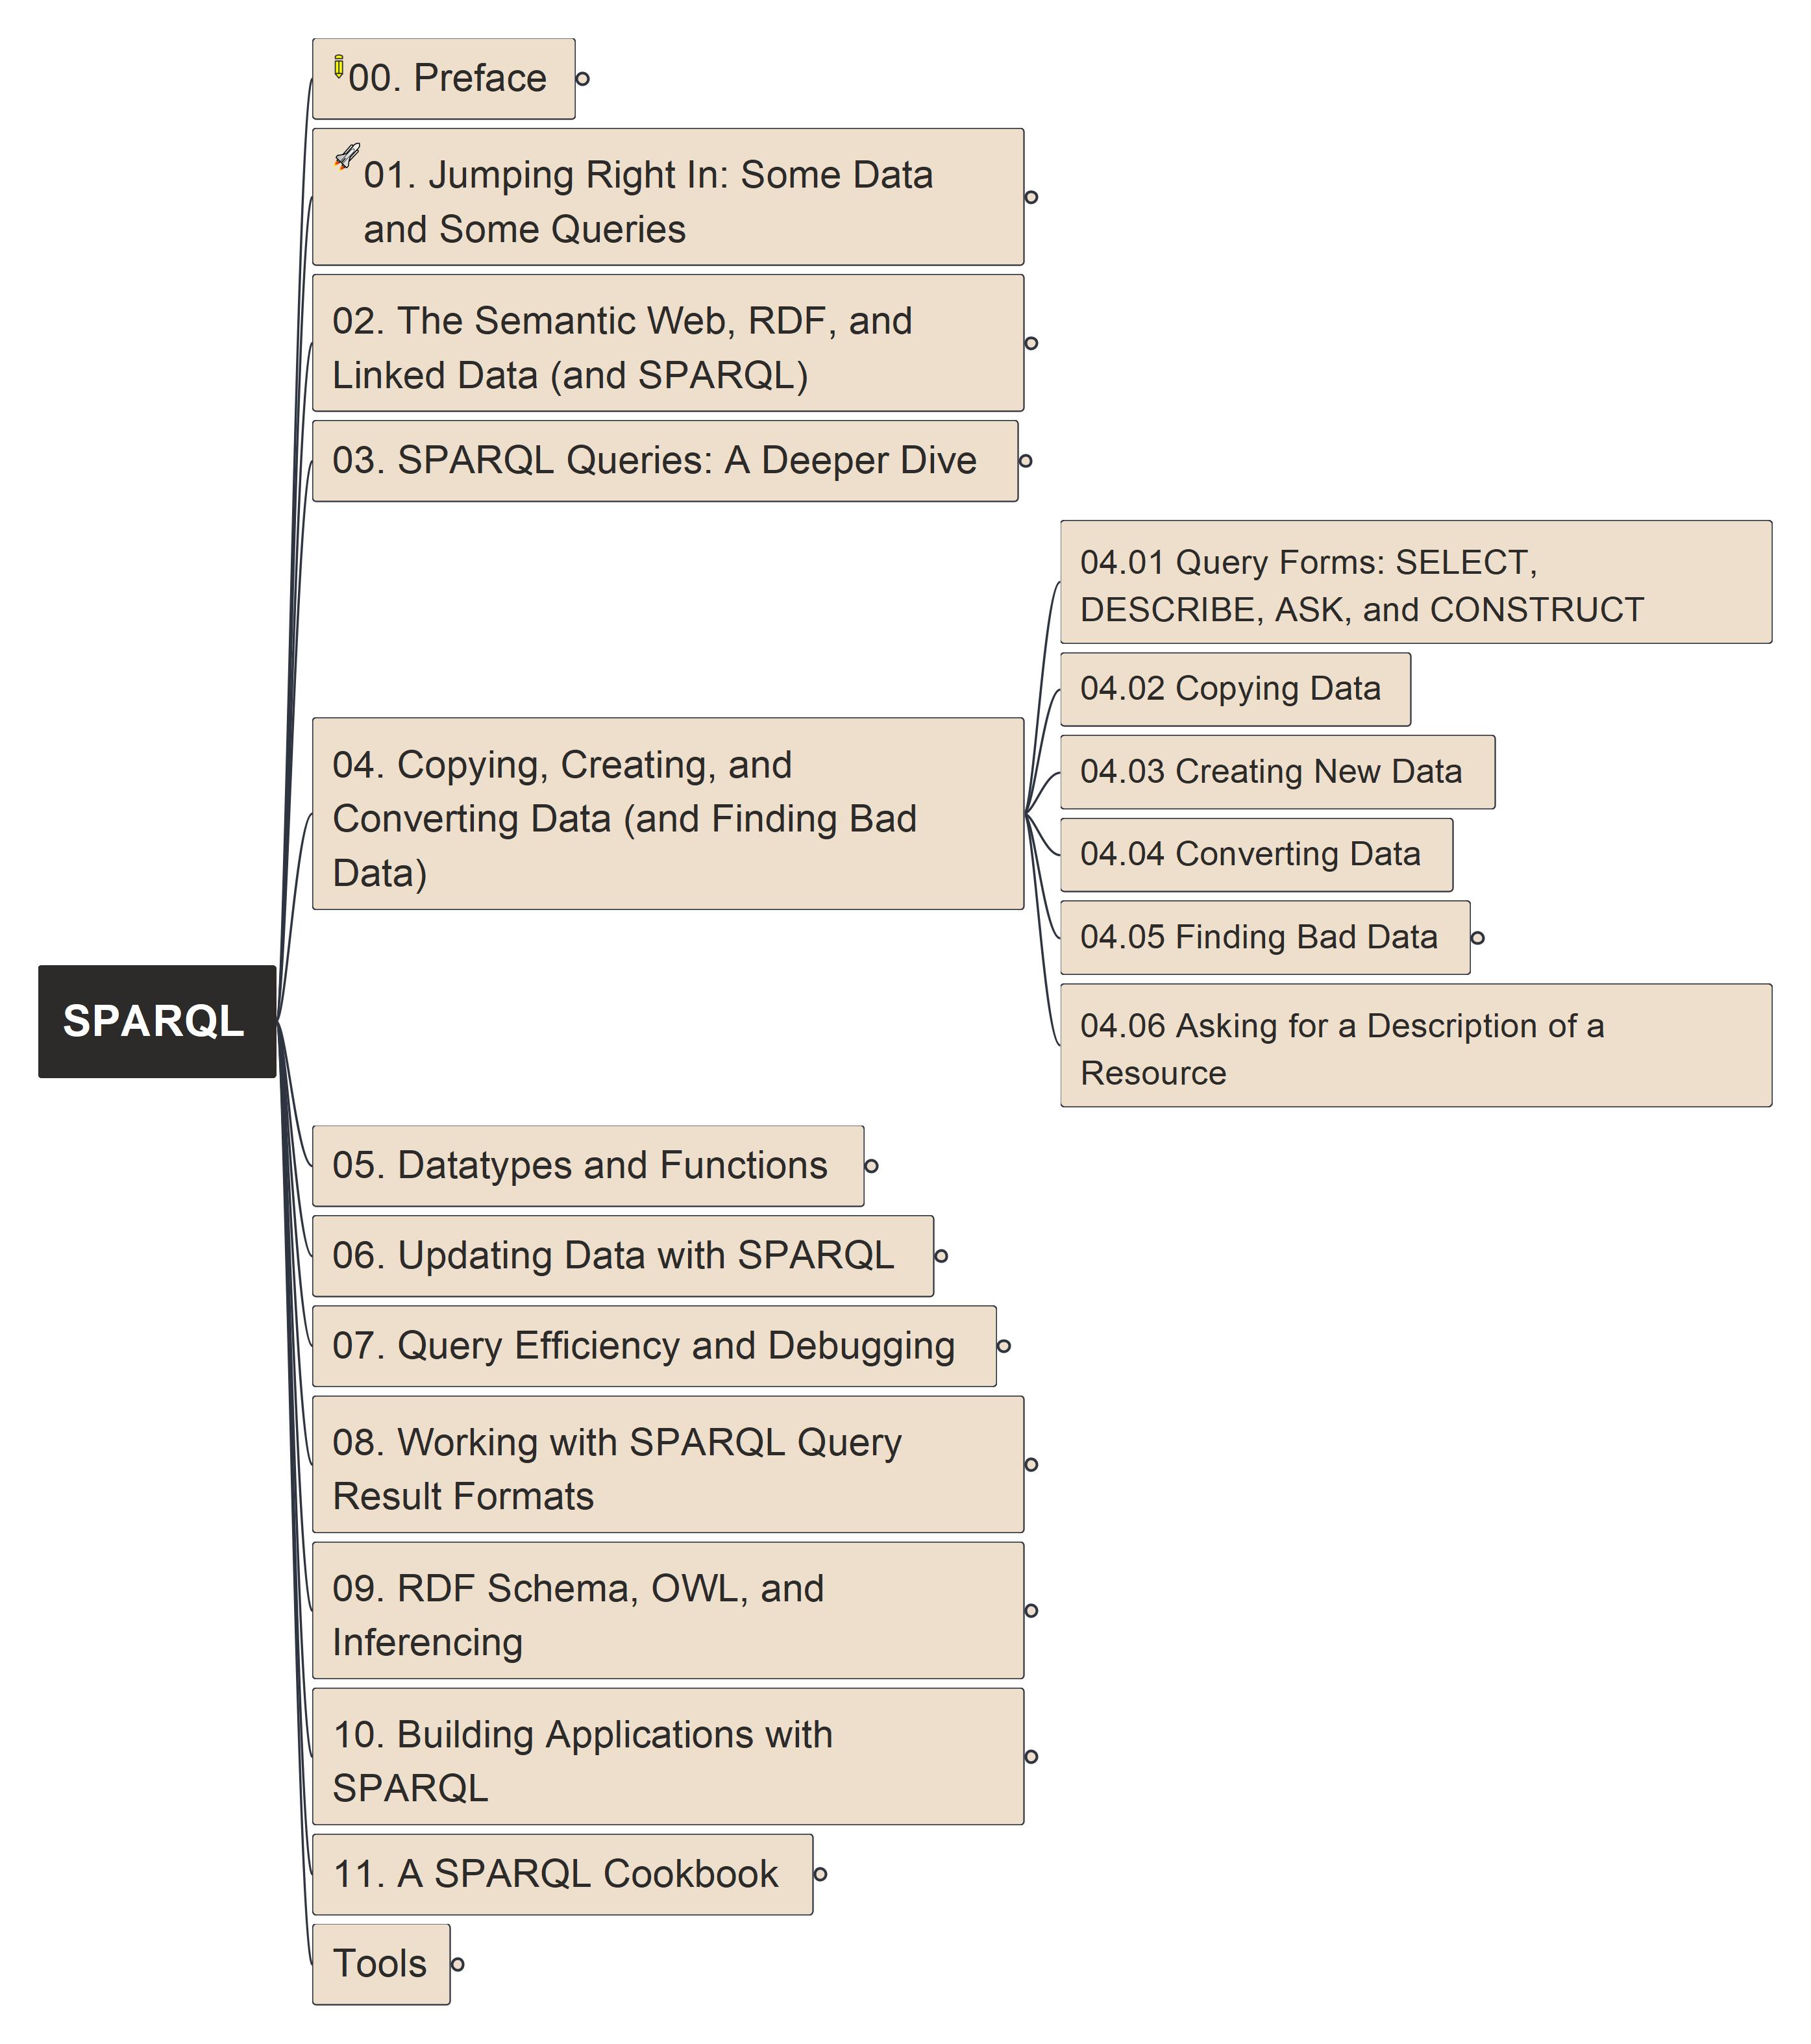 00. Preface
01. Jumping Right In: Some Data
and Some Queries
02. The Semantic Web, RDF, and
Linked Data (and SPARQL)
03. SPARQL Queries: A Deeper Dive
04. Copying, Creating, and
Converting Data (and Finding Bad
Data)
04.01 Query Forms: SELECT,
DESCRIBE, ASK, and CONSTRUCT
04.02 Copying Data
04.03 Creating New Data
04.04 Converting Data
04.05 Finding Bad Data
04.06 Asking for a Description of a
Resource
SPARQL
05. Datatypes and Functions
06. Updating Data with SPARQL
07. Query Efficiency and Debugging
08. Working with SPARQL Query
Result Formats
09. RDF Schema, OWL, and
Inferencing
10. Building Applications with
SPARQL
11. A SPARQL Cookbook
Tools